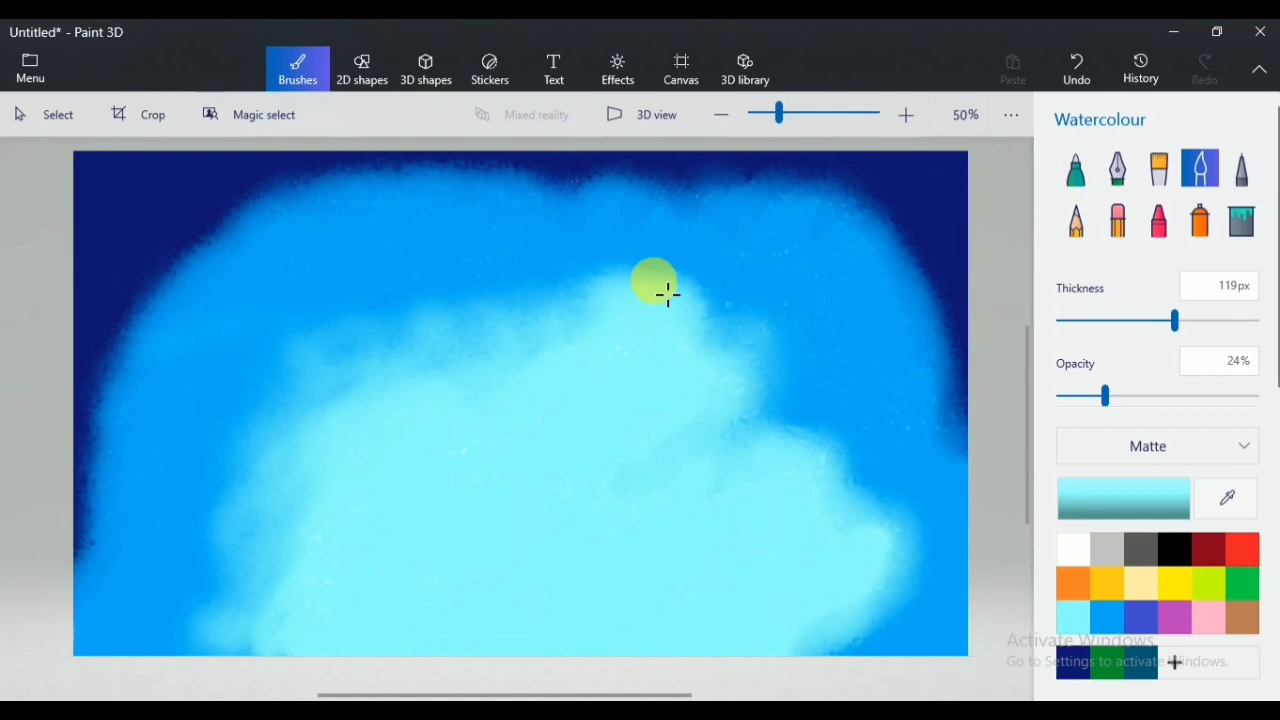 Untitled* - Paint 3D
Menu
Brushes
2D shapes
3D shapes
Stickers
Text
Effects
Canvas
3D library
Paste
Undo
History
Redo
Select
Crop
Magic select
Mixed reality
3D view
50%
Watercolour
Thickness
119px
Opacity
24%
Matte
Activate Windows
Go to Settings to activate Windows.